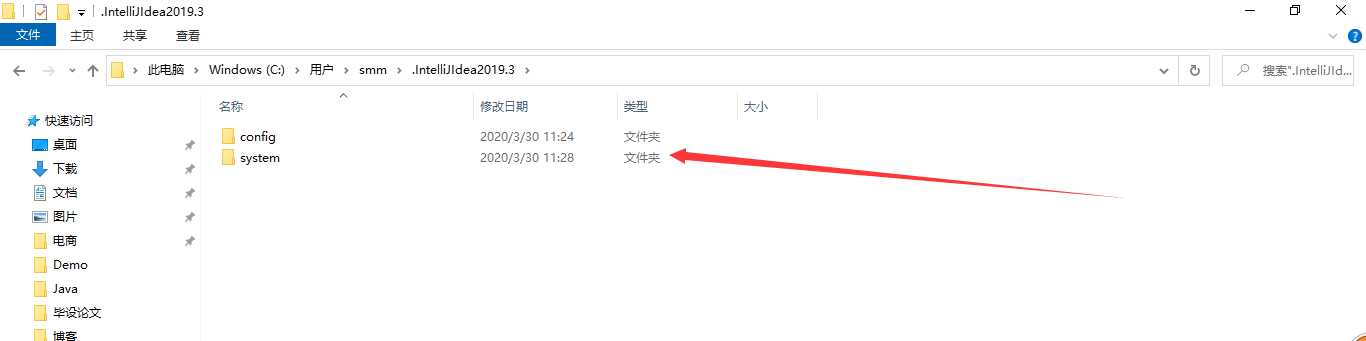 .IntelliJIdea2019.3
文件 主页 共享 查看
此电脑 Windows (C:) 用户 smm .IntelliJIdea2019.3 搜索".IntelliJId...
名称 修改日期 类型 大小
快速访问
config 2020/3/30 11:24 文件夹
桌面
system 2020/3/30 11:28 文件夹
下载
文档
图片
电商
Demo
Java
毕设论文
博客